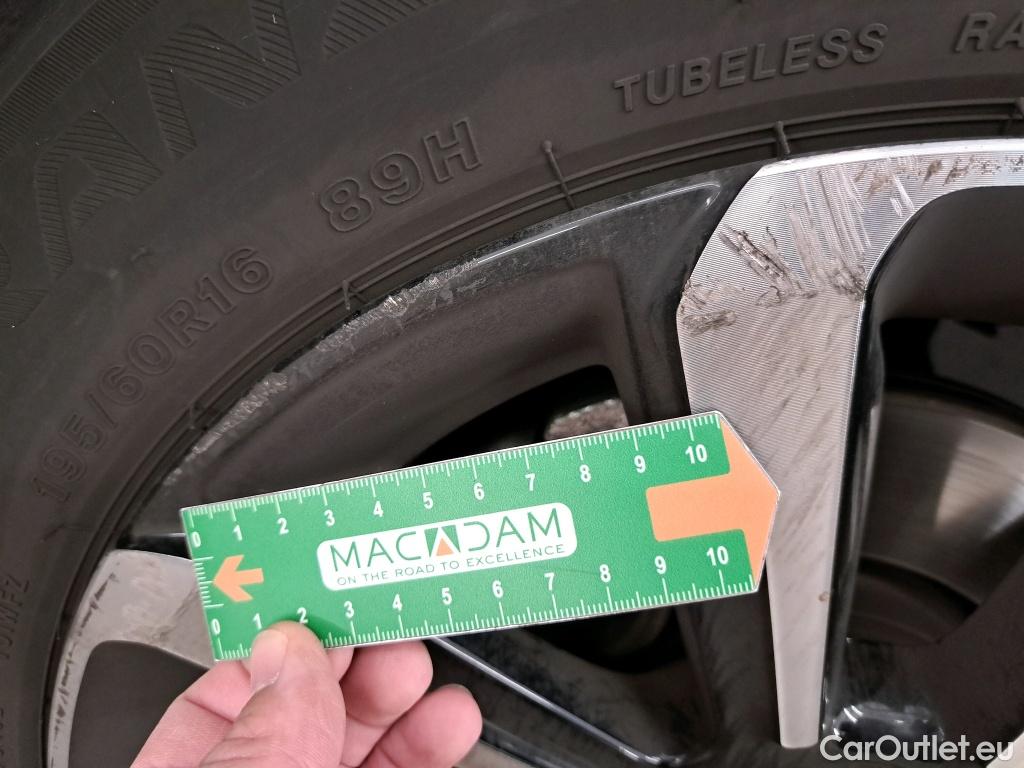 TUBELESS RA
89H
195/60R16
0 1 2 3 4 5 6 7 8 9 10
MACADAM
ON THE ROAD TO EXCELLENCE
0 1 2 3 4 5 6 7 8 9 10
CarOutlet.eu